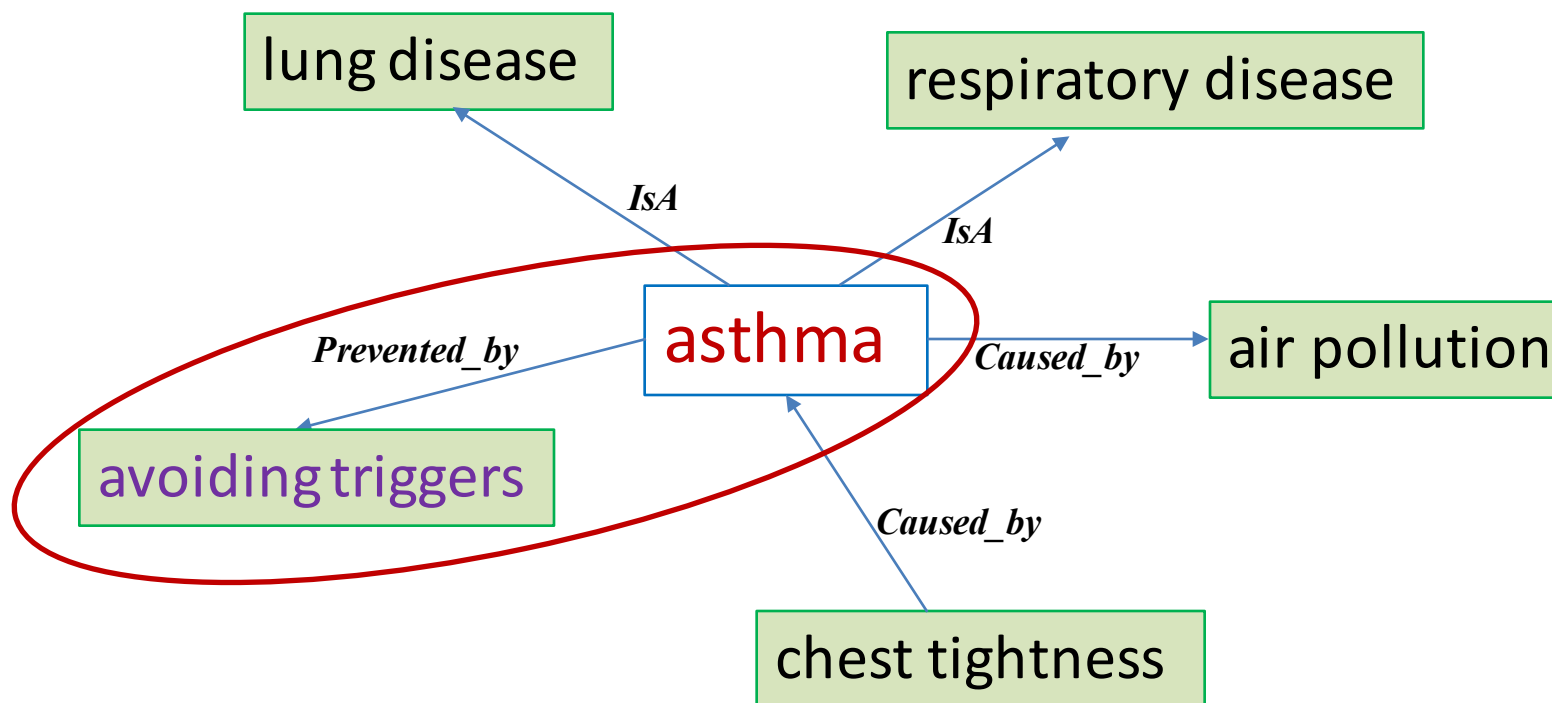 lung disease
respiratory disease
IsA
IsA
asthma
Prevented_by
Caused_by
air pollution
avoiding triggers
Caused_by
chest tightness